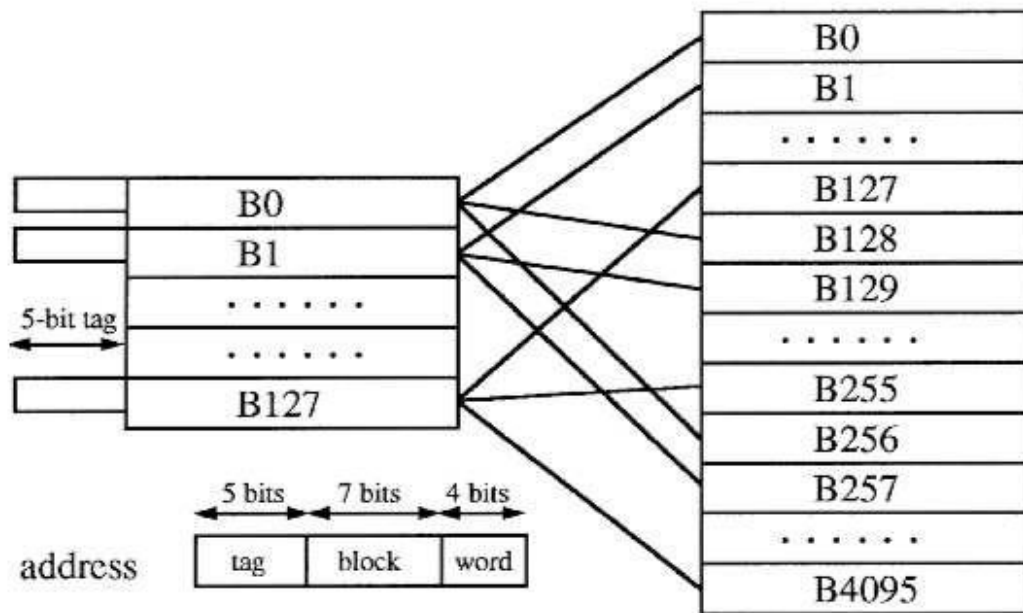 B0
B1
. . . . . .
. . . . . .
B127
5-bit tag
5 bits 7 bits 4 bits
address tag block word
B0
B1
. . . . . .
B127
B128
B129
. . . . . .
B255
B256
B257
. . . . . .
B4095